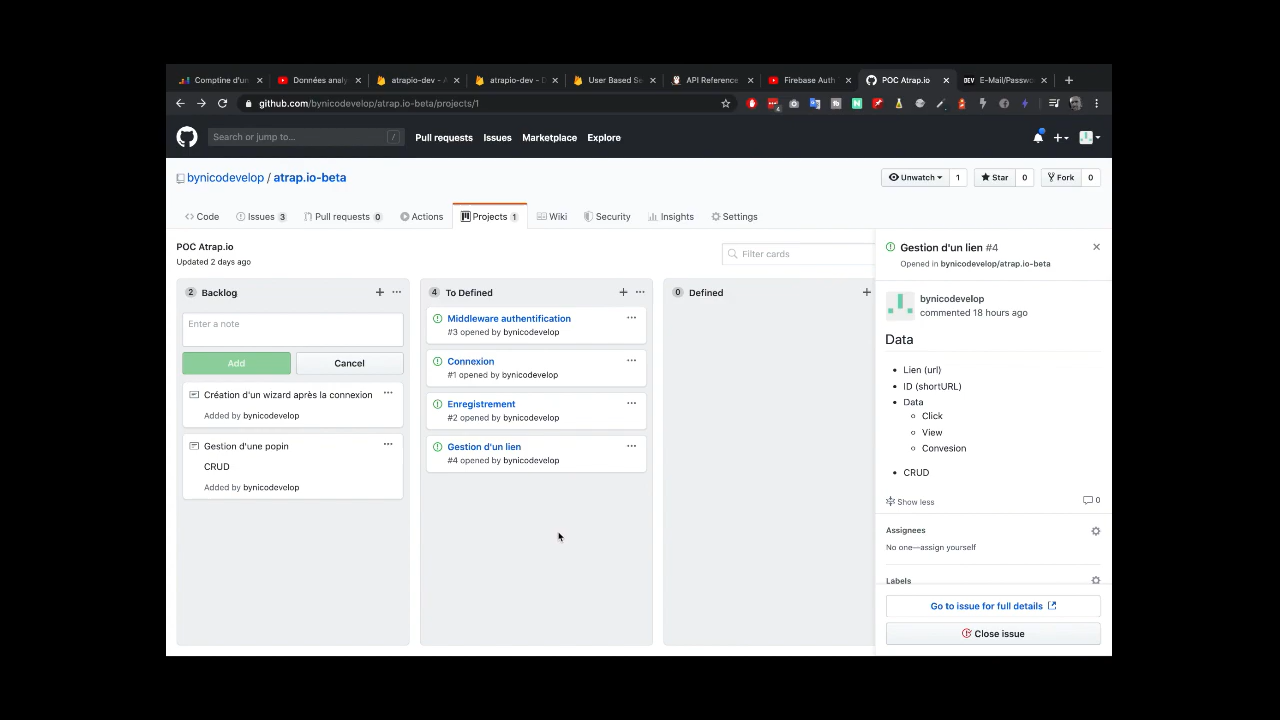 Comptine d'un
Données analy
atrapio-dev - A
atrapio-dev - D
User Based Se
API Reference
Firebase Auth
POC Atrap.io
DEV E-Mail/Passwo
github.com/bynicodevelop/atrap.io-beta/projects/1
Search or jump to... /
Pull requests Issues Marketplace Explore
bynicodevelop / atrap.io-beta
Unwatch 1 Star 0 Fork 0
Code Issues 3 Pull requests 0 Actions Projects 1 Wiki Security Insights Settings
POC Atrap.io
Updated 2 days ago
Filter cards
2 Backlog
Enter a note
Add Cancel
Création d'un wizard après la connexion
Added by bynicodevelop
Gestion d'une popin
CRUD
Added by bynicodevelop
4 To Defined
Middleware authentification
#3 opened by bynicodevelop
Connexion
#1 opened by bynicodevelop
Enregistrement
#2 opened by bynicodevelop
Gestion d'un lien
#4 opened by bynicodevelop
0 Defined
Gestion d'un lien #4
Opened in bynicodevelop/atrap.io-beta
bynicodevelop
commented 18 hours ago
Data
Lien (url)
ID (shortURL)
Data
Click
View
Convesion
CRUD
Show less 0
Assignees
No one—assign yourself
Labels
Go to issue for full details
Close issue